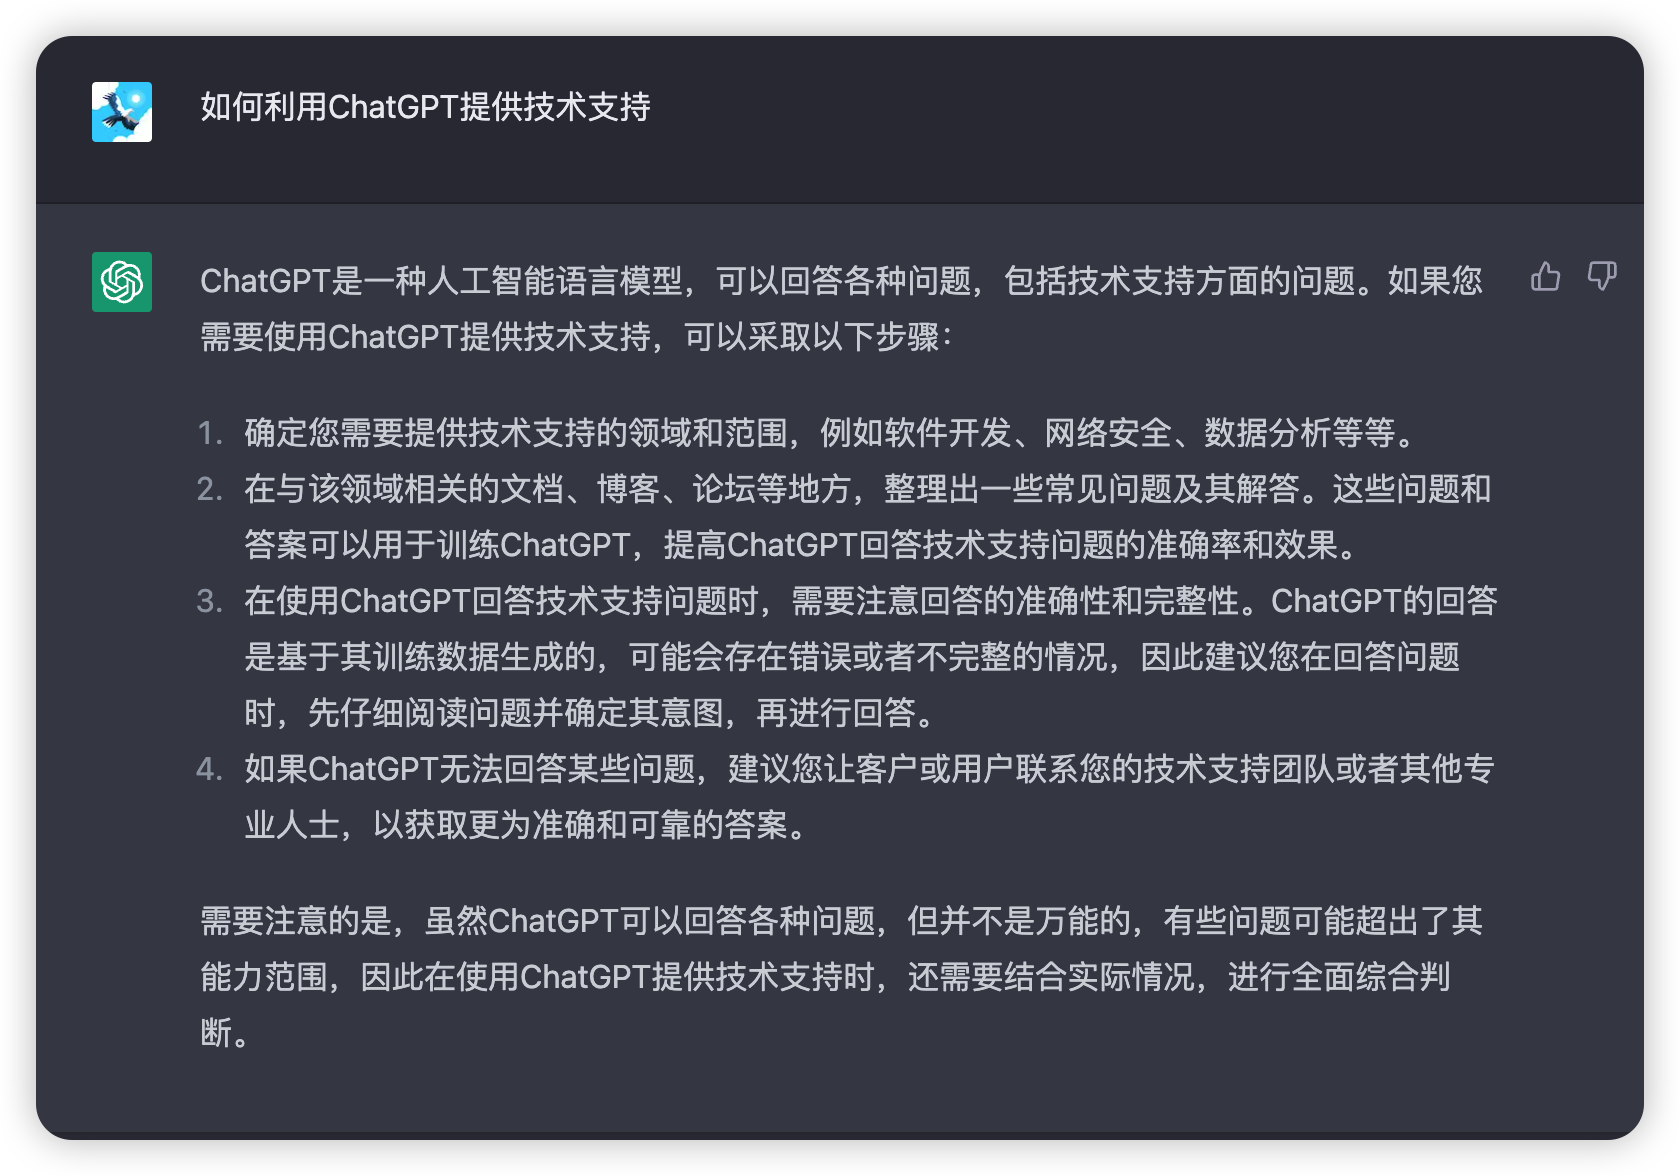 如何利用ChatGPT提供技术支持
ChatGPT是一种人工智能语言模型，可以回答各种问题，包括技术支持方面的问题。如果您
需要使用ChatGPT提供技术支持，可以采取以下步骤：
1. 确定您需要提供技术支持的领域和范围，例如软件开发、网络安全、数据分析等等。
2. 在与该领域相关的文档、博客、论坛等地方，整理出一些常见问题及其解答。这些问题和
答案可以用于训练ChatGPT，提高ChatGPT回答技术支持问题的准确率和效果。
3. 在使用ChatGPT回答技术支持问题时，需要注意回答的准确性和完整性。ChatGPT的回答
是基于其训练数据生成的，可能会存在错误或者不完整的情况，因此建议您在回答问题
时，先仔细阅读问题并确定其意图，再进行回答。
4. 如果ChatGPT无法回答某些问题，建议您让客户或用户联系您的技术支持团队或者其他专
业人士，以获取更为准确和可靠的答案。
需要注意的是，虽然ChatGPT可以回答各种问题，但并不是万能的，有些问题可能超出了其
能力范围，因此在使用ChatGPT提供技术支持时，还需要结合实际情况，进行全面综合判
断。